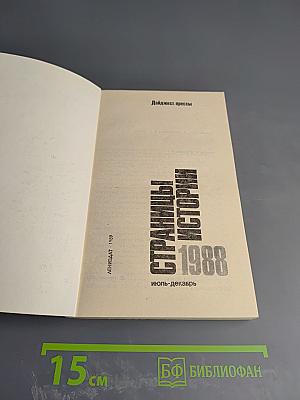 Дайджест прессы
СТРАНИЦЫ
ИСТОРИИ
1988
ИЮЛЬ-ДЕКАБРЬ
ЛЕНИЗДАТ · 1989
15 см
БФ БИБЛИОФАН